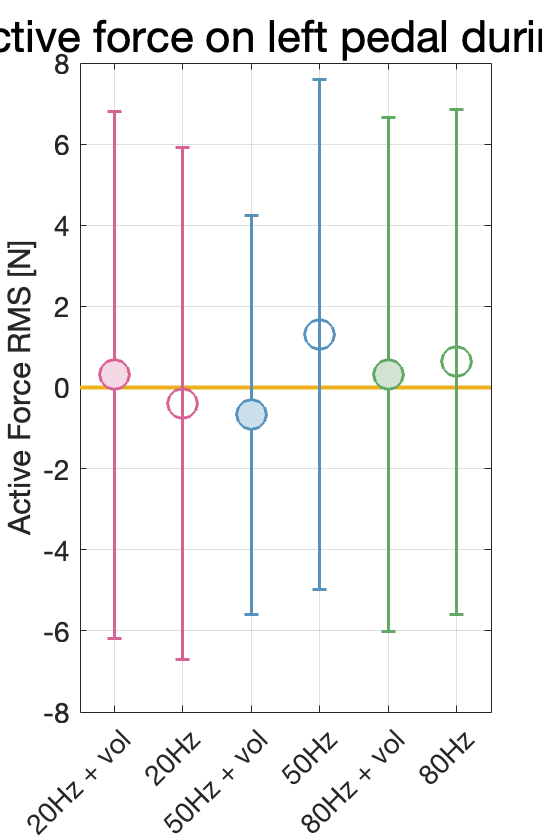 ctive force on left pedal durin
8
6
4
2
0
-2
-4
-6
-8
Active Force RMS [N]
20Hz + vol
20Hz
50Hz + vol
50Hz
80Hz + vol
80Hz